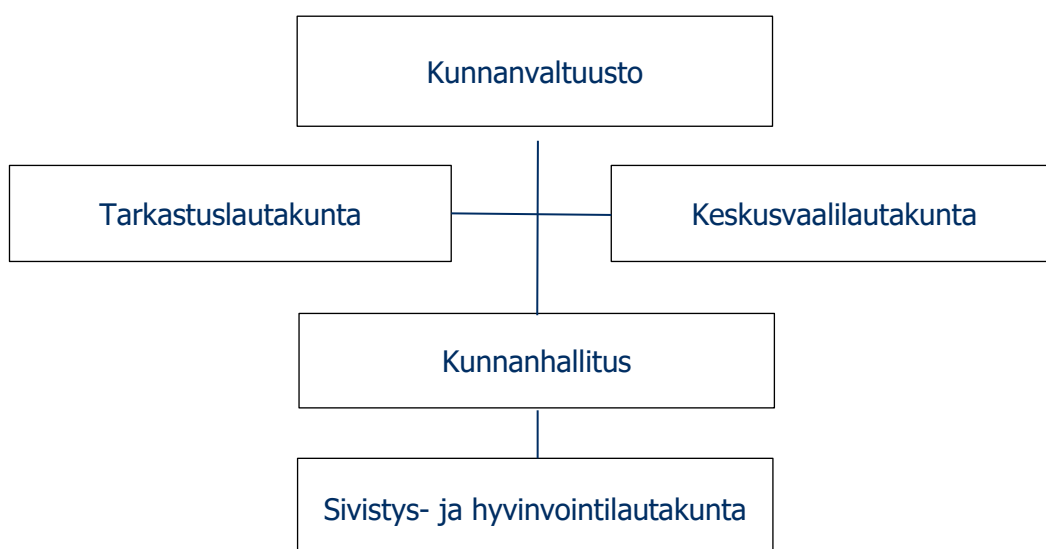 Kunnanvaltuusto
Tarkastuslautakunta
Keskusvaalilautakunta
Kunnanhallitus
Sivistys- ja hyvinvointilautakunta